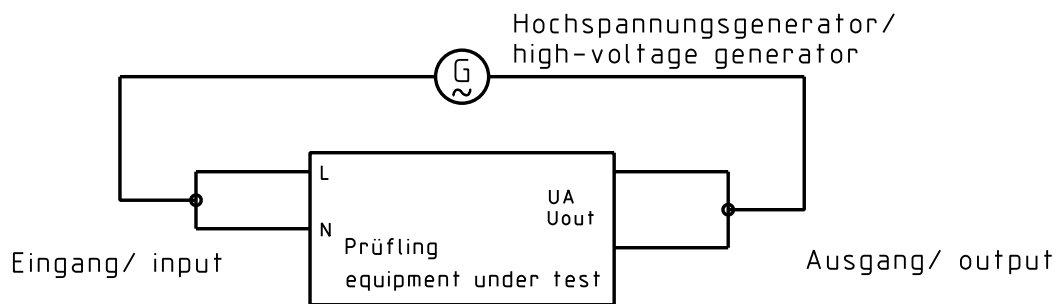 Hochspannungsgenerator/
high-voltage generator
G
~
L
N
UA
Uout
Prüfling
equipment under test
Eingang/ input
Ausgang/ output